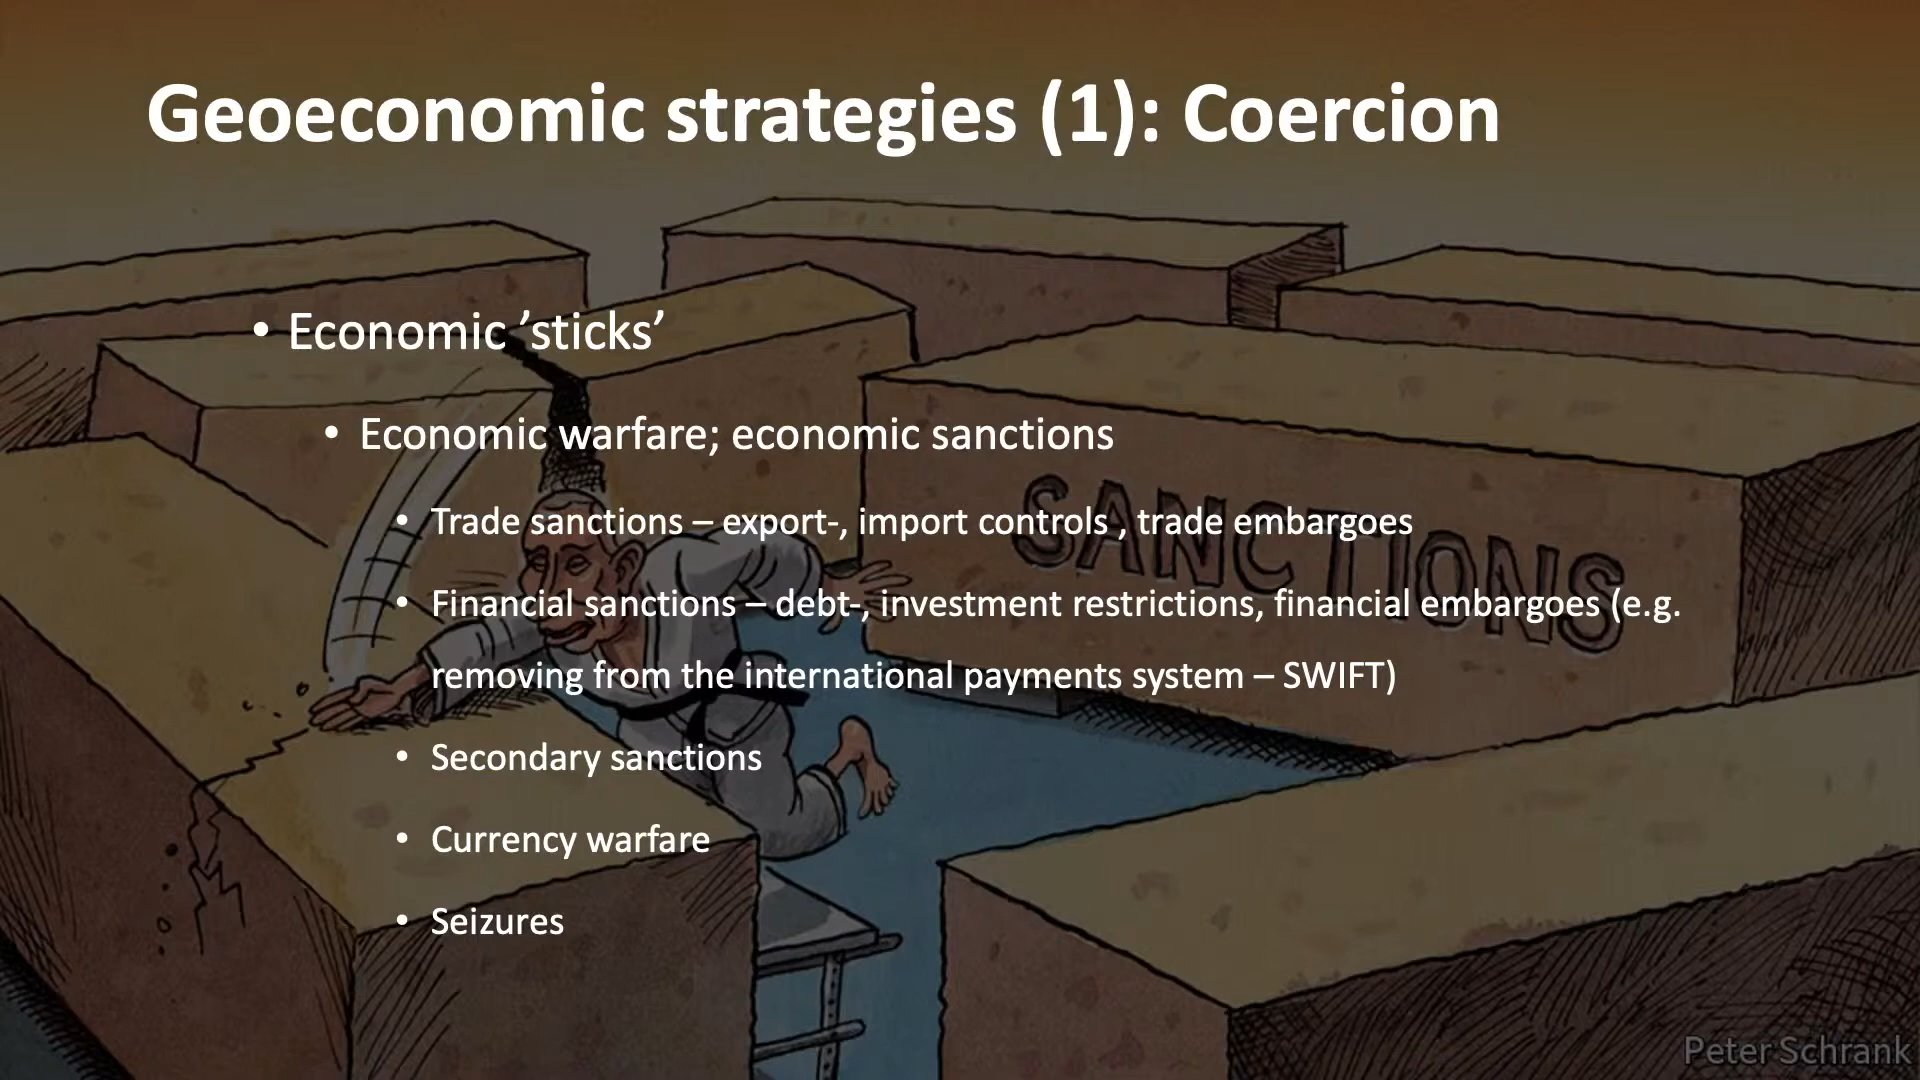 Geoeconomic strategies (1): Coercion
• Economic ’sticks’
• Economic warfare; economic sanctions
• Trade sanctions – export-, import controls , trade embargoes
SANCTIONS
• Financial sanctions – debt-, investment restrictions, financial embargoes (e.g.
removing from the international payments system – SWIFT)
• Secondary sanctions
• Currency warfare
• Seizures
Peter Schrank